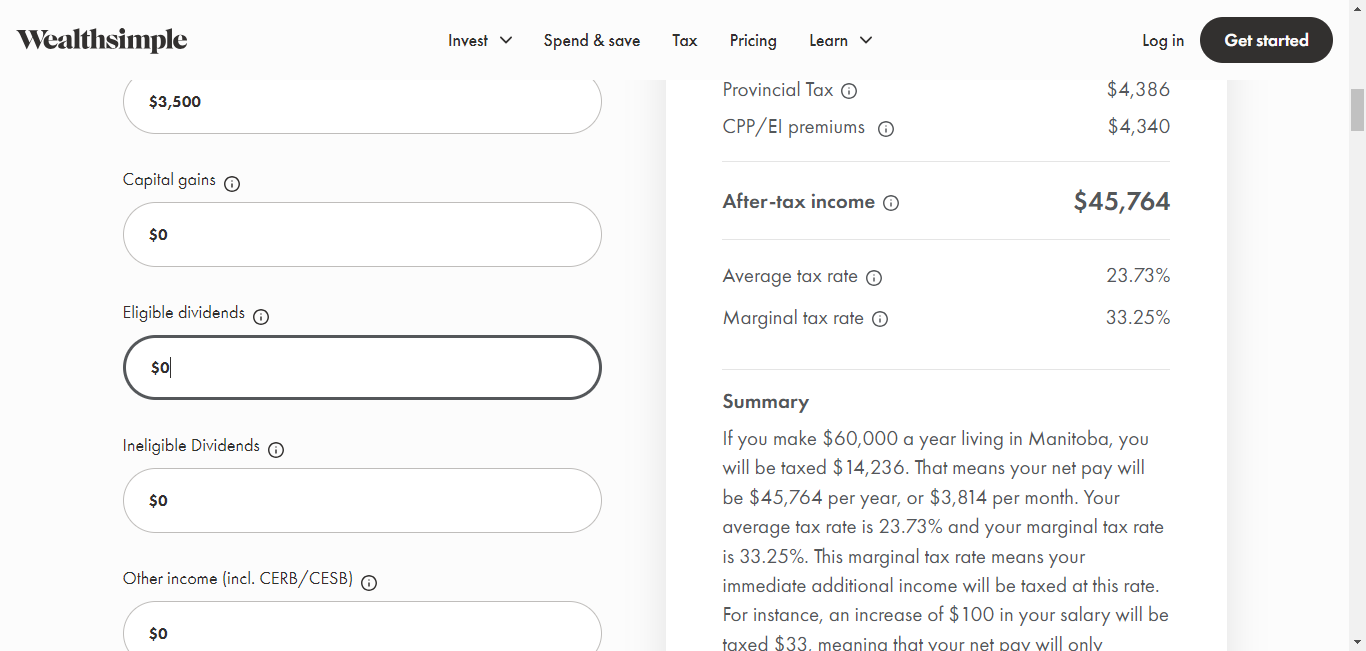 Wealthsimple
Invest Spend & save Tax Pricing Learn Log in Get started
$3,500
Capital gains
$0
Eligible dividends
$0
Ineligible Dividends
$0
Other income (incl. CERB/CESB)
$0
Provincial Tax $4,386
CPP/EI premiums $4,340
After-tax income $45,764
Average tax rate 23.73%
Marginal tax rate 33.25%
Summary
If you make $60,000 a year living in Manitoba, you
will be taxed $14,236. That means your net pay will
be $45,764 per year, or $3,814 per month. Your
average tax rate is 23.73% and your marginal tax rate
is 33.25%. This marginal tax rate means your
immediate additional income will be taxed at this rate.
For instance, an increase of $100 in your salary will be
taxed $33, meaning that your net pay will only